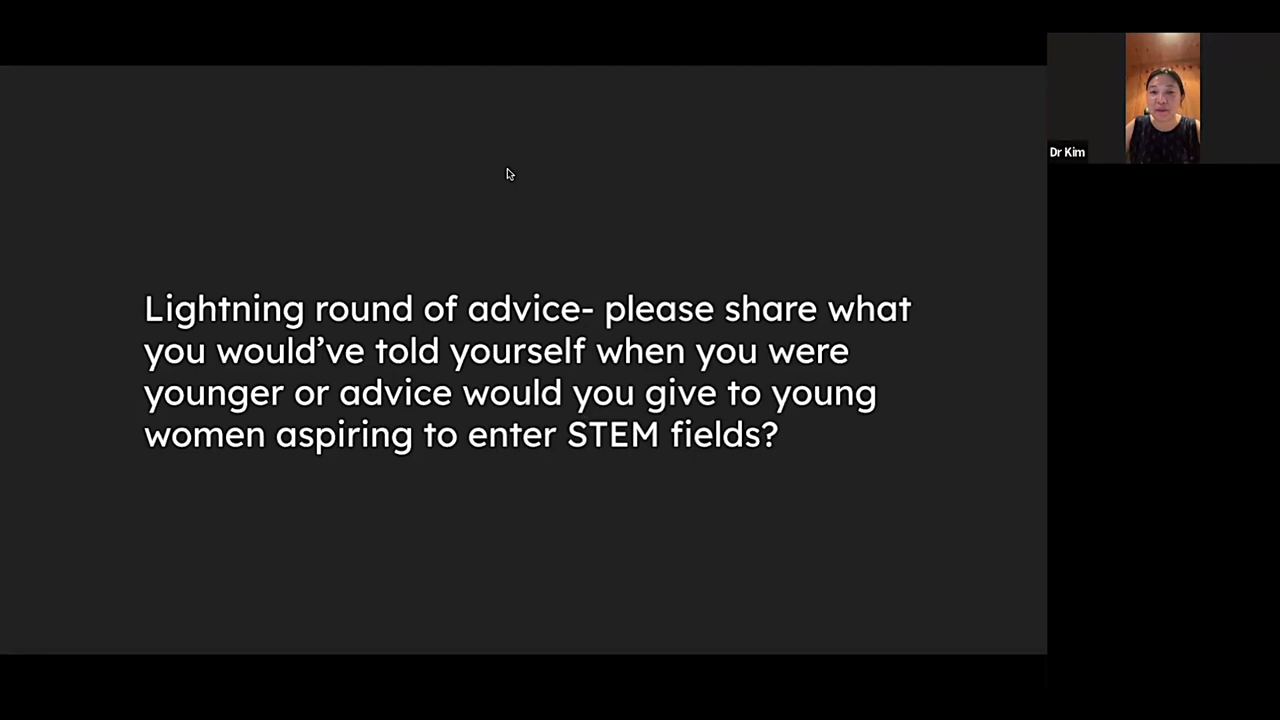 Lightning round of advice- please share what
you would’ve told yourself when you were
younger or advice would you give to young
women aspiring to enter STEM fields?
Dr Kim